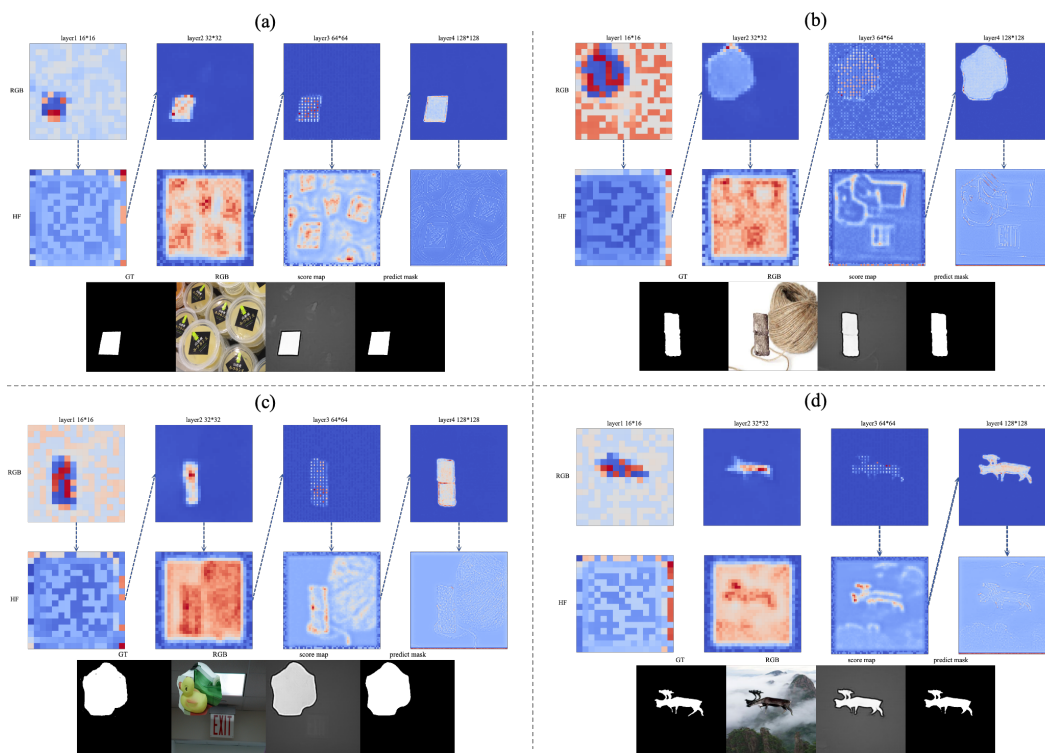 (a)
layer1 16*16 layer2 32*32 layer3 64*64 layer4 128*128
RGB
HF
GT RGB score map predict mask
(b)
layer1 16*16 layer2 32*32 layer3 64*64 layer4 128*128
RGB
HF
GT RGB score map predict mask
(c)
layer1 16*16 layer2 32*32 layer3 64*64 layer4 128*128
RGB
HF
GT RGB score map predict mask
EXIT
(d)
layer1 16*16 layer2 32*32 layer3 64*64 layer4 128*128
RGB
HF
GT RGB score map predict mask